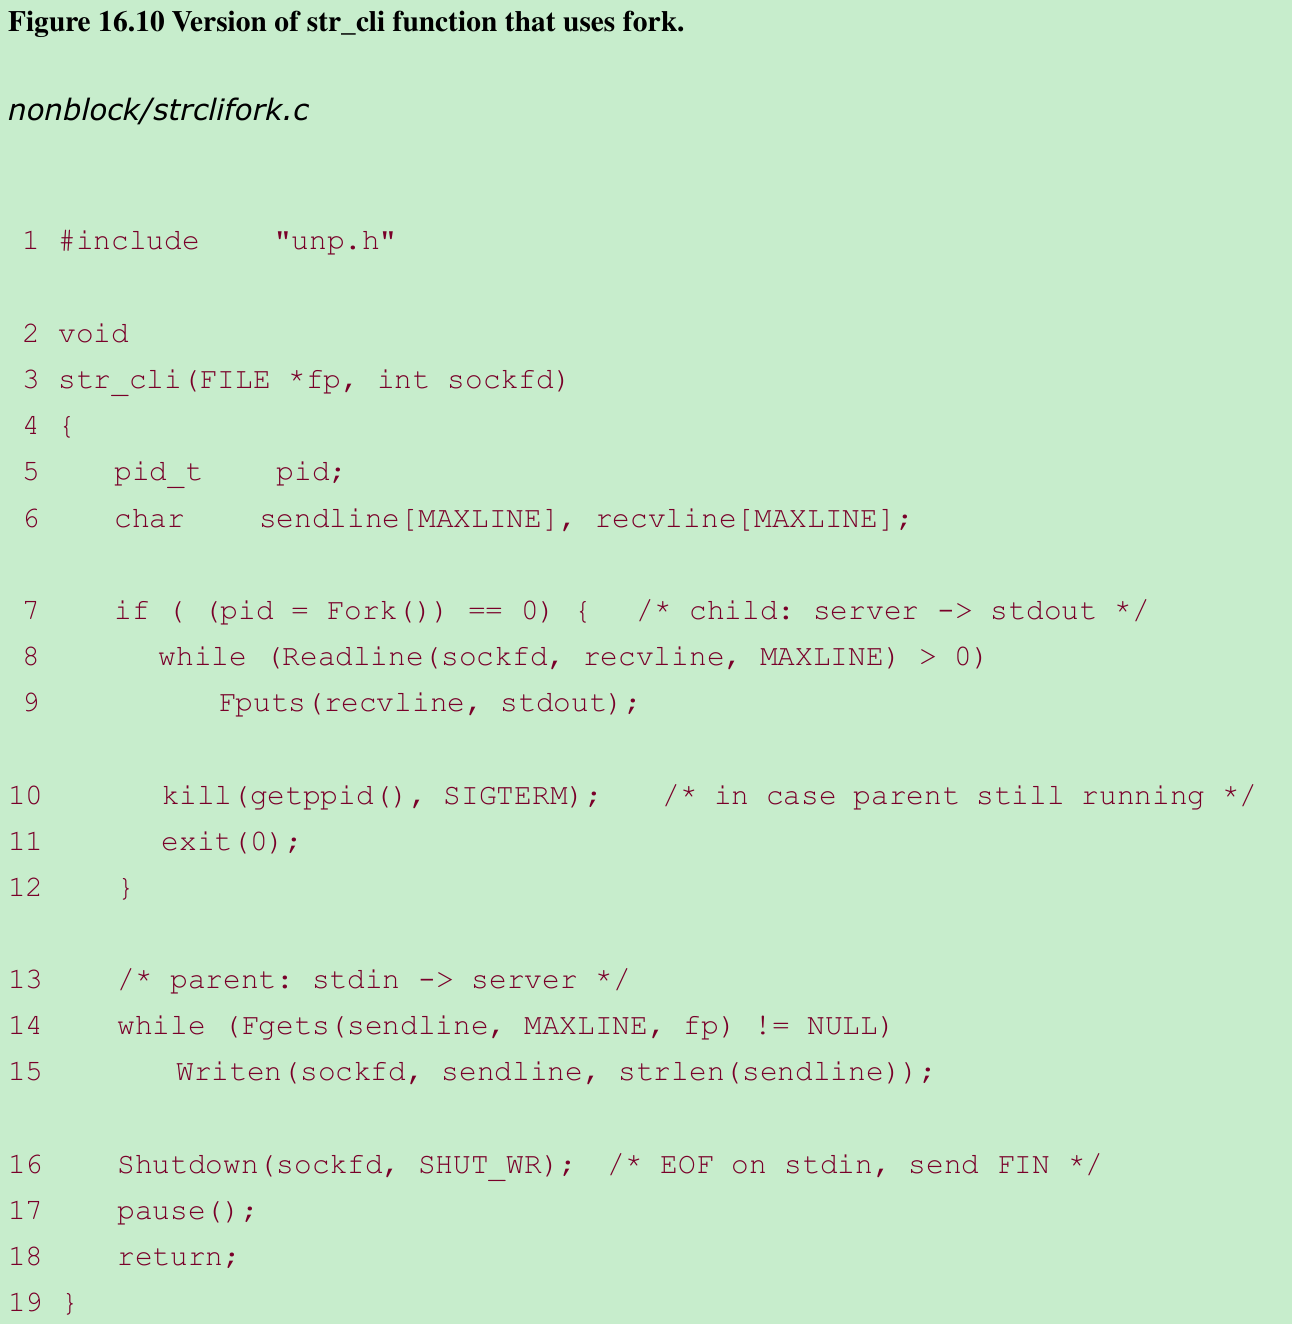 Figure 16.10 Version of str_cli function that uses fork.
nonblock/strclifork.c
1 #include "unp.h"
2 void
3 str_cli(FILE *fp, int sockfd)
4 {
5 pid_t pid;
6 char sendline[MAXLINE], recvline[MAXLINE];
7 if ( (pid = Fork()) == 0) { /* child: server -> stdout */
8 while (Readline(sockfd, recvline, MAXLINE) > 0)
9 Fputs(recvline, stdout);
10 kill(getppid(), SIGTERM); /* in case parent still running */
11 exit(0);
12 }
13 /* parent: stdin -> server */
14 while (Fgets(sendline, MAXLINE, fp) != NULL)
15 Writen(sockfd, sendline, strlen(sendline));
16 Shutdown(sockfd, SHUT_WR); /* EOF on stdin, send FIN */
17 pause();
18 return;
19 }